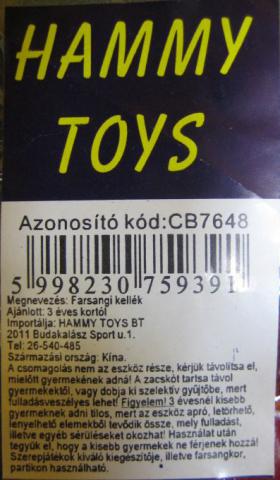 HAMMY
TOYS
Azonosító kód:CB7648
5 998230 759391
Megnevezés: Farsangi kellék
Ajánlott: 3 éves kortól
Importálja: HAMMY TOYS BT
2011 Budakalász Sport u.1.
Tel: 26-540-485
Származási ország: Kína.
A csomagolás nem az eszköz része, kérjük távolítsa el,
mielőtt gyermekének adná! A zacskót tartsa távol
gyermekektől, vagy dobja ki szelektív gyűjtőbe, mert
fulladásveszélyes lehet! Figyelem! 3 évesnél kisebb
gyermeknek adni tilos, mert az eszköz apró, letörhető,
lenyelhető elemekből tevődik össze, mely fulladást,
illetve egyéb sérüléseket okozhat! Használat után
tegyük el, hogy a kisebb gyermekek ne férjenek hozzá!
Szerepjátékok kiváló kiegészítője, illetve farsangkor,
partikon használható.